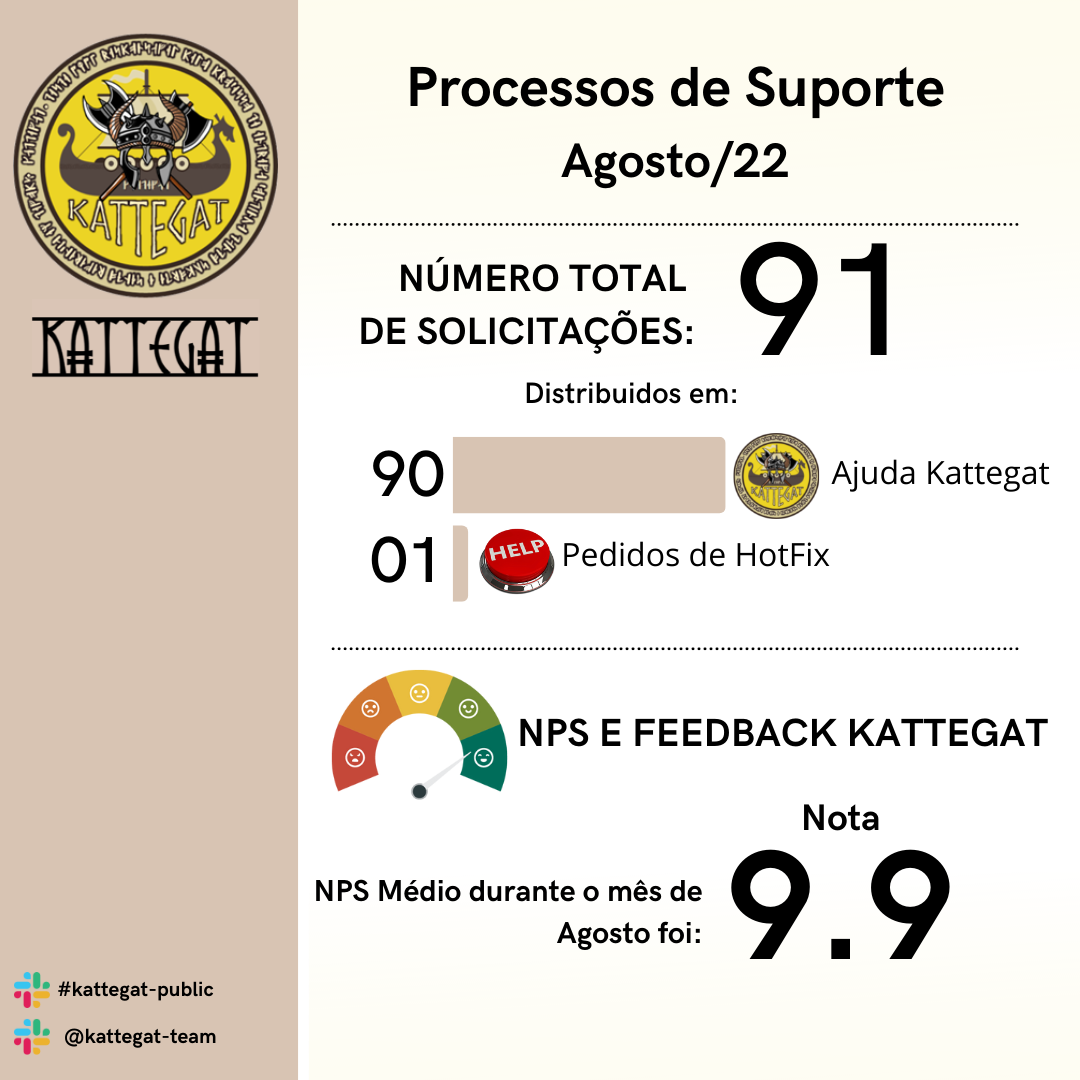 KATTEGAT
KATTEGAT
Processos de Suporte
Agosto/22
NÚMERO TOTAL
DE SOLICITAÇÕES:
91
Distribuidos em:
90
KATTEGAT
Ajuda Kattegat
01
HELP
Pedidos de HotFix
NPS E FEEDBACK KATTEGAT
Nota
NPS Médio durante o mês de
Agosto foi:
9.9
#kattegat-public
@kattegat-team